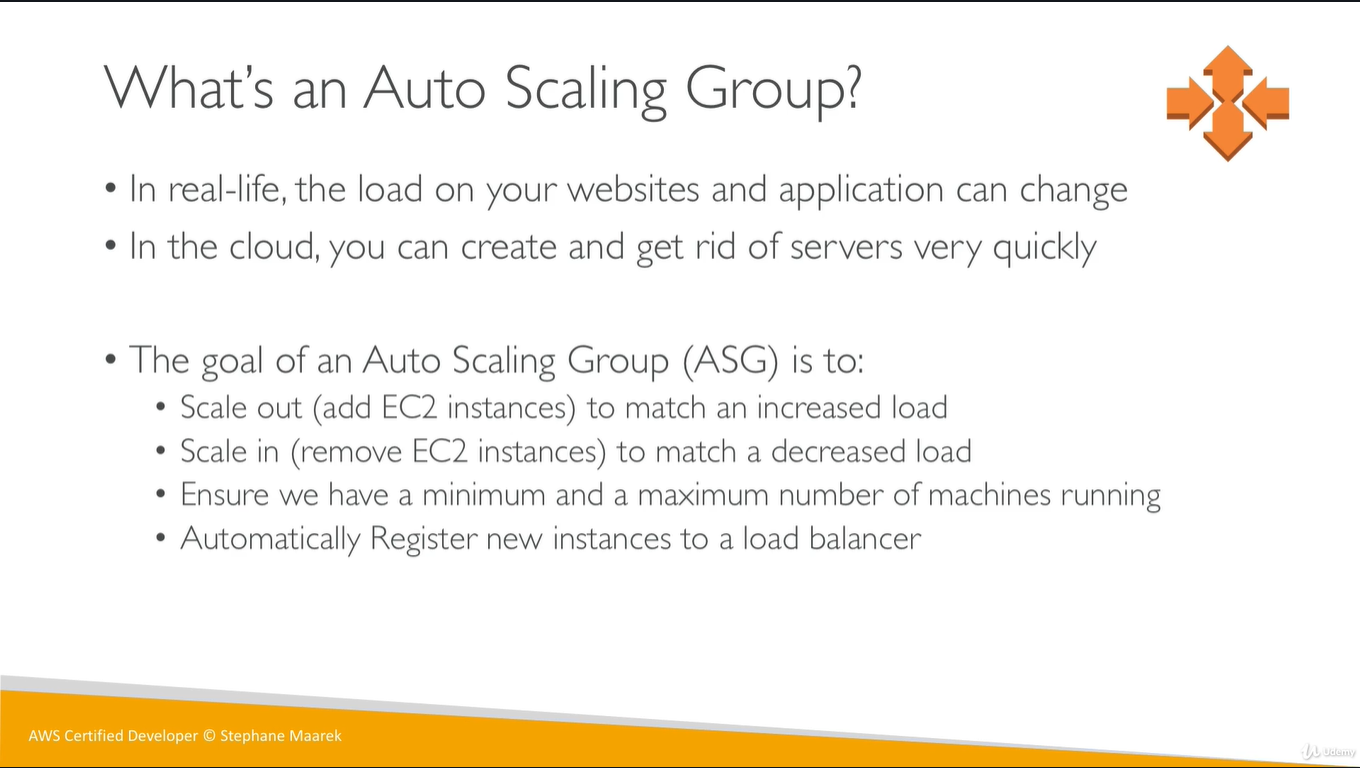 What's an Auto Scaling Group?
• In real-life, the load on your websites and application can change
• In the cloud, you can create and get rid of servers very quickly
• The goal of an Auto Scaling Group (ASG) is to:
• Scale out (add EC2 instances) to match an increased load
• Scale in (remove EC2 instances) to match a decreased load
• Ensure we have a minimum and a maximum number of machines running
• Automatically Register new instances to a load balancer
AWS Certified Developer © Stephane Maarek
Udemy